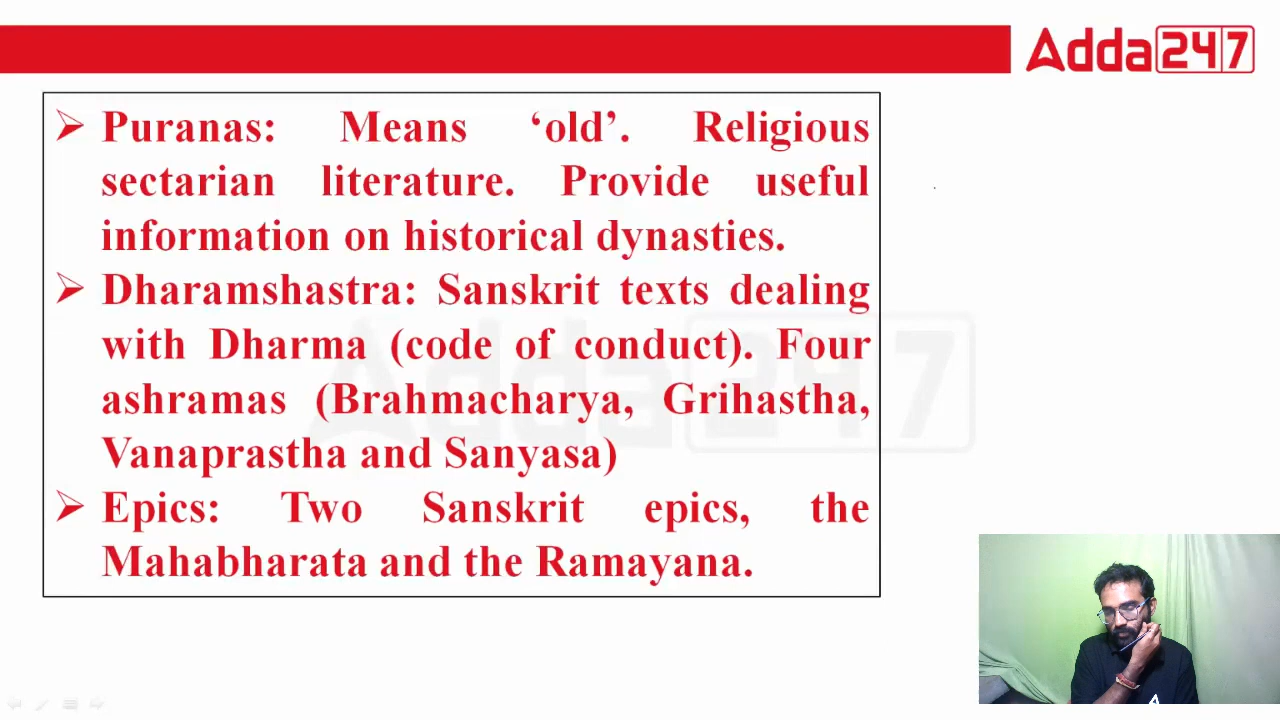 Adda247
➢ Puranas: Means ‘old’. Religious
sectarian literature. Provide useful
information on historical dynasties.
➢ Dharamshastra: Sanskrit texts dealing
with Dharma (code of conduct). Four
ashramas (Brahmacharya, Grihastha,
Vanaprastha and Sanyasa)
➢ Epics: Two Sanskrit epics, the
Mahabharata and the Ramayana.
Adda247